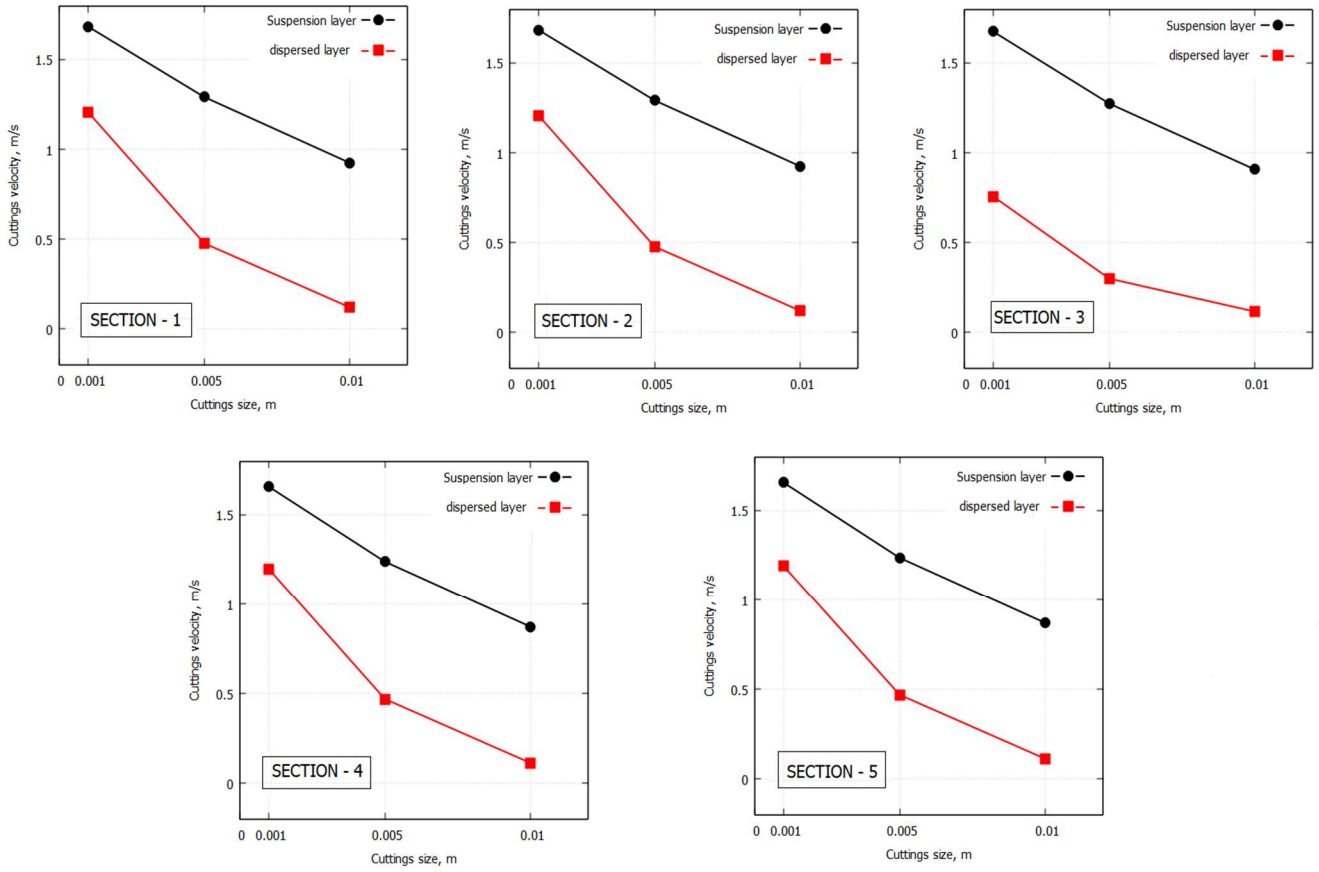 Suspension layer
dispersed layer
1.5
1
0.5
0
Cuttings velocity, m/s
SECTION - 1
0 0.001 0.005 0.01
Cuttings size, m
Suspension layer
dispersed layer
1.5
1
0.5
0
Cuttings velocity, m/s
SECTION - 2
0 0.001 0.005 0.01
Cuttings size, m
Suspension layer
dispersed layer
1.5
1
0.5
0
Cuttings velocity, m/s
SECTION - 3
0 0.001 0.005 0.01
Cuttings size, m
Suspension layer
dispersed layer
1.5
1
0.5
0
Cuttings velocity, m/s
SECTION - 4
0 0.001 0.005 0.01
Cuttings size, m
Suspension layer
dispersed layer
1.5
1
0.5
0
Cuttings velocity, m/s
SECTION - 5
0 0.001 0.005 0.01
Cuttings size, m